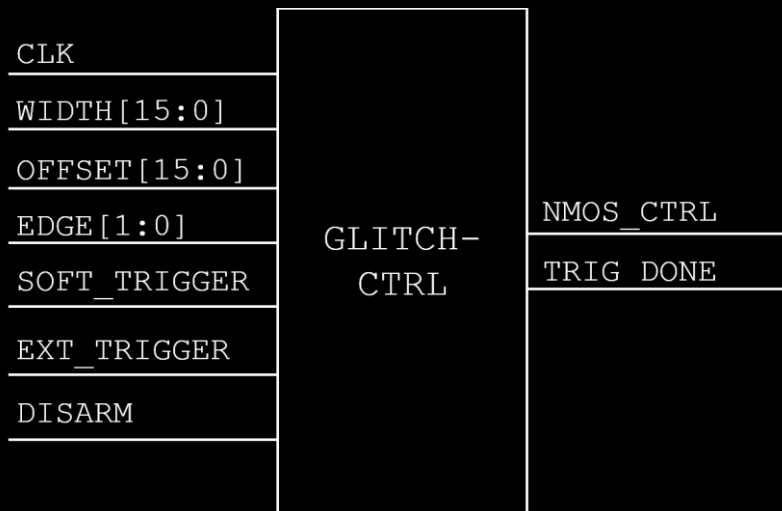 CLK
WIDTH[15:0]
OFFSET[15:0]
EDGE[1:0]
SOFT_TRIGGER
EXT_TRIGGER
DISARM
GLITCH-
CTRL
NMOS_CTRL
TRIG DONE